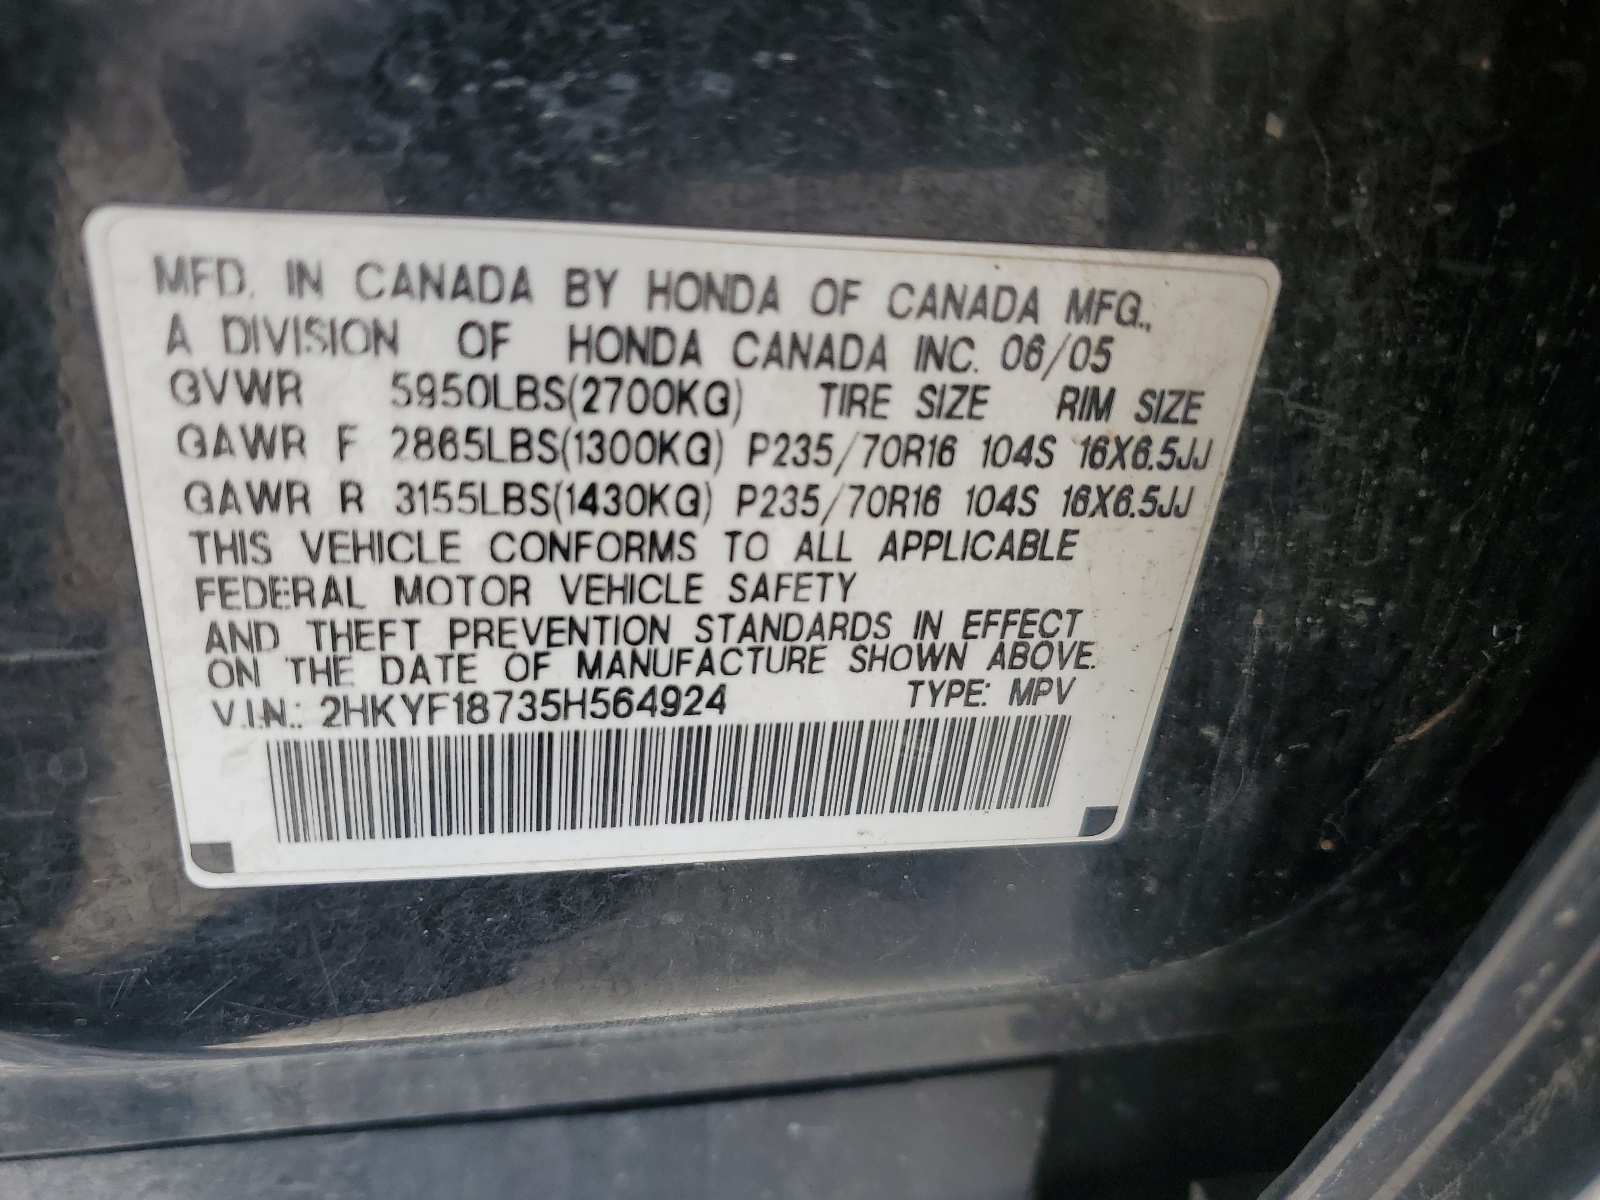 MFD. IN CANADA BY HONDA OF CANADA MFG.,
A DIVISION OF HONDA CANADA INC. 06/05
GVWR 5950LBS(2700KG) TIRE SIZE RIM SIZE
GAWR F 2865LBS(1300KG) P235/70R16 104S 16X6.5JJ
GAWR R 3155LBS(1430KG) P235/70R16 104S 16X6.5JJ
THIS VEHICLE CONFORMS TO ALL APPLICABLE
FEDERAL MOTOR VEHICLE SAFETY
AND THEFT PREVENTION STANDARDS IN EFFECT
ON THE DATE OF MANUFACTURE SHOWN ABOVE.
V.I.N.: 2HKYF18735H564924 TYPE: MPV